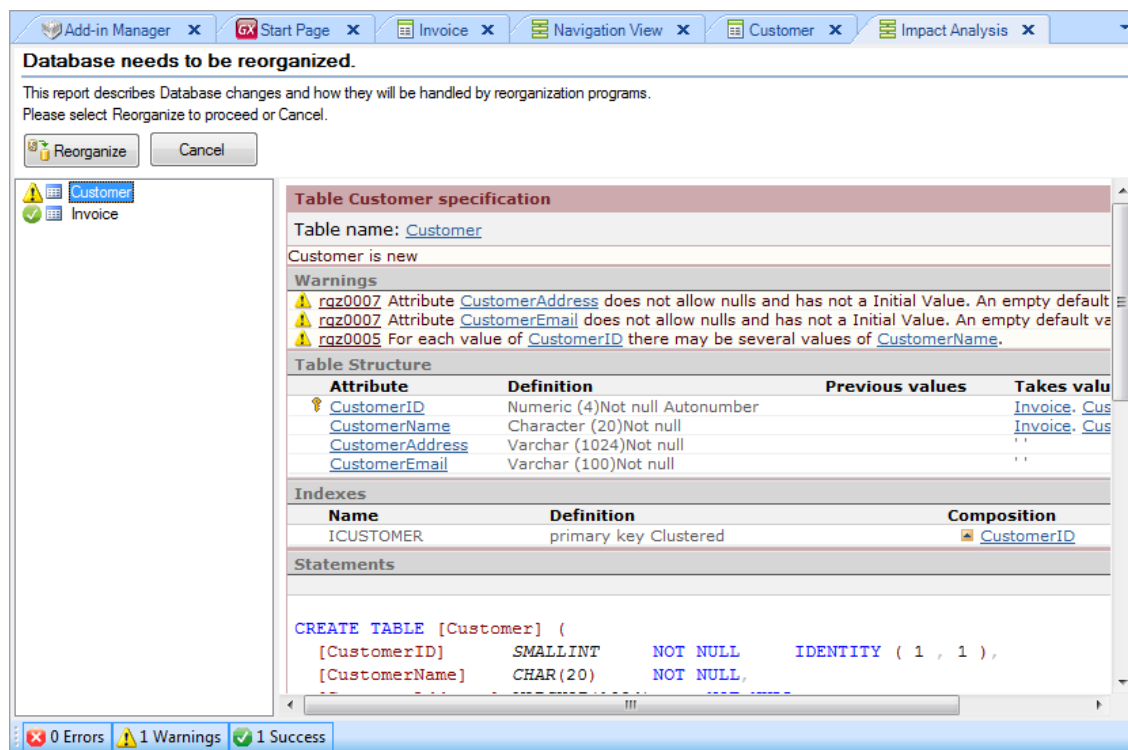 Add-in Manager X GX Start Page X Invoice X Navigation View X Customer X Impact Analysis X
Database needs to be reorganized.
This report describes Database changes and how they will be handled by reorganization programs.
Please select Reorganize to proceed or Cancel.
Reorganize Cancel
Customer
Invoice
Table Customer specification
Table name: Customer
Customer is new
Warnings
rgz0007 Attribute CustomerAddress does not allow nulls and has not a Initial Value. An empty default
rgz0007 Attribute CustomerEmail does not allow nulls and has not a Initial Value. An empty default va
rgz0005 For each value of CustomerID there may be several values of CustomerName.
Table Structure
Attribute Definition Previous values Takes valu
CustomerID Numeric (4)Not null Autonumber Invoice. Cus
CustomerName Character (20)Not null Invoice. Cus
CustomerAddress Varchar (1024)Not null ' '
CustomerEmail Varchar (100)Not null ' '
Indexes
Name Definition Composition
ICUSTOMER primary key Clustered CustomerID
Statements
CREATE TABLE [Customer] (
[CustomerID] SMALLINT NOT NULL IDENTITY ( 1 , 1 ),
[CustomerName] CHAR(20) NOT NULL,
0 Errors 1 Warnings 1 Success